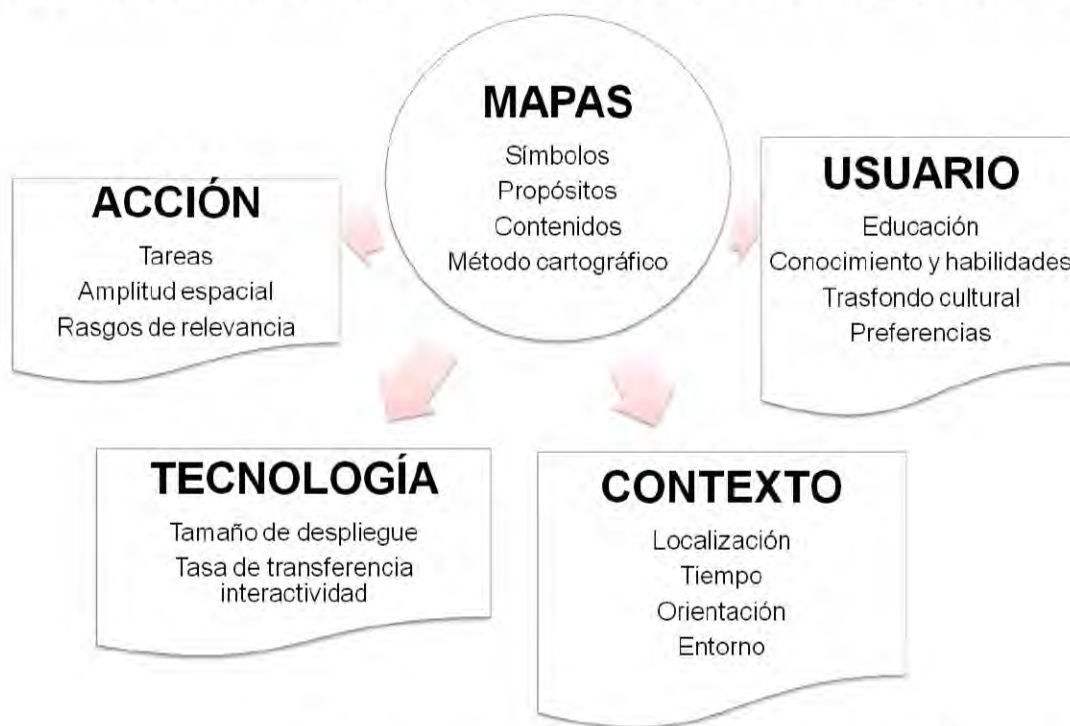 MAPAS
Símbolos
Propósitos
Contenidos
Método cartográfico
ACCIÓN
Tareas
Amplitud espacial
Rasgos de relevancia
USUARIO
Educación
Conocimiento y habilidades
Trasfondo cultural
Preferencias
TECNOLOGÍA
Tamaño de despliegue
Tasa de transferencia
interactividad
CONTEXTO
Localización
Tiempo
Orientación
Entorno